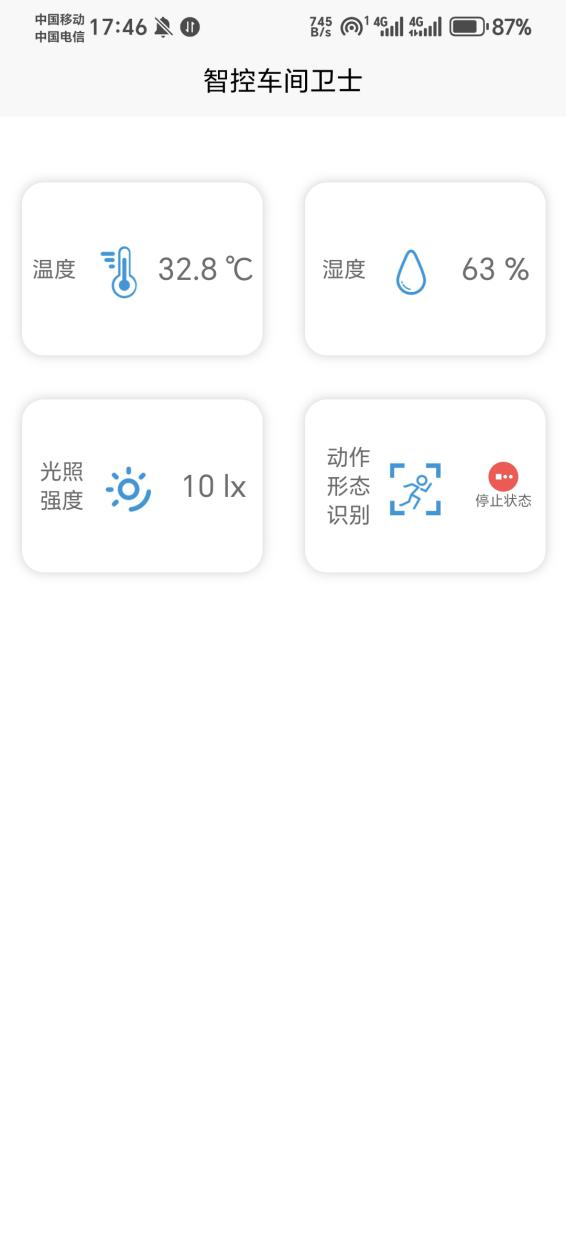 中国移动
中国电信
17:46
745
B/s
1 4G 4G
87%
智控车间卫士
温度 32.8 ℃
湿度 63 %
光照
强度
10 lx
动作
形态
识别
停止状态